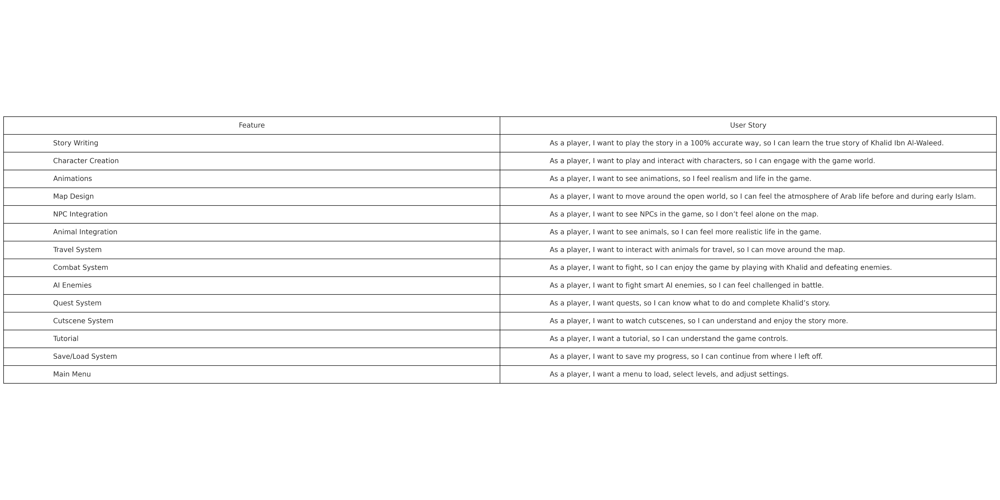 Feature User Story
Story Writing As a player, I want to play the story in a 100% accurate way, so I can learn the true story of Khalid Ibn Al-Waleed.
Character Creation As a player, I want to play and interact with characters, so I can engage with the game world.
Animations As a player, I want to see animations, so I feel realism and life in the game.
Map Design As a player, I want to move around the open world, so I can feel the atmosphere of Arab life before and during early Islam.
NPC Integration As a player, I want to see NPCs in the game, so I don’t feel alone on the map.
Animal Integration As a player, I want to see animals, so I can feel more realistic life in the game.
Travel System As a player, I want to interact with animals for travel, so I can move around the map.
Combat System As a player, I want to fight, so I can enjoy the game by playing with Khalid and defeating enemies.
AI Enemies As a player, I want to fight smart AI enemies, so I can feel challenged in battle.
Quest System As a player, I want quests, so I can know what to do and complete Khalid’s story.
Cutscene System As a player, I want to watch cutscenes, so I can understand and enjoy the story more.
Tutorial As a player, I want a tutorial, so I can understand the game controls.
Save/Load System As a player, I want to save my progress, so I can continue from where I left off.
Main Menu As a player, I want a menu to load, select levels, and adjust settings.